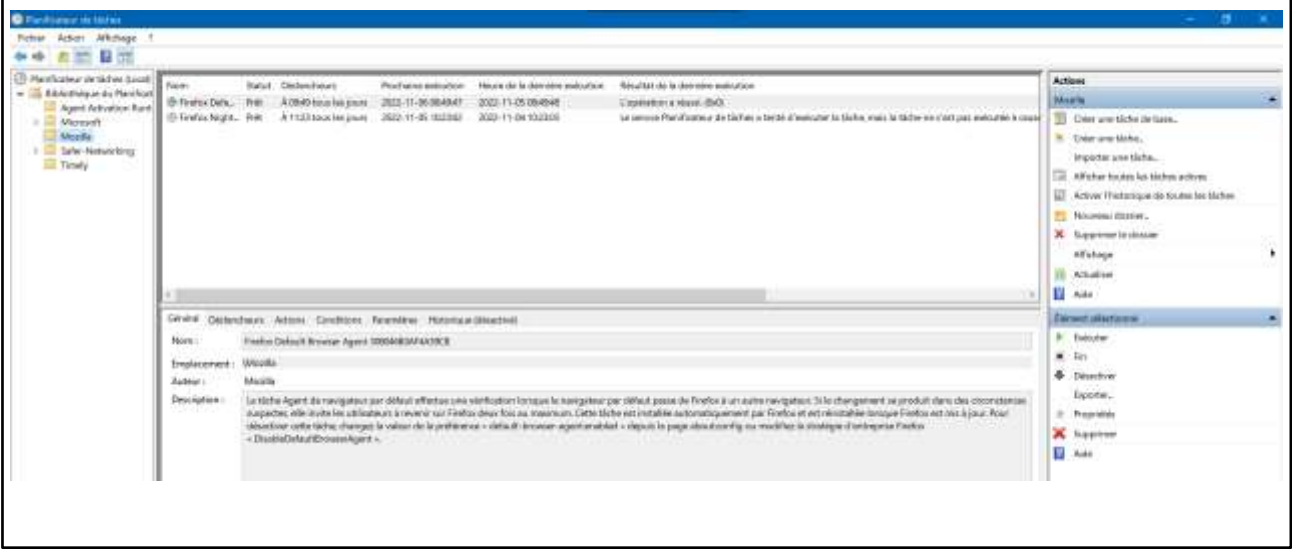 Planificateur de tâches
Fichier Action Affichage ?
Planificateur de tâches (Local)
Bibliothèque du Planificat
Agent Activation Runt
Microsoft
Mozilla
Safer-Networking
Timely
Nom Statut Déclencheurs Prochaine exécution Heure de la dernière exécution Résultat de la dernière exécution
Firefox Defa... Prêt À 08h49 tous les jours 2022-11-06 08:49:47 2022-11-05 08:49:48 L'opération a réussi. (0x0)
Firefox Night... Prêt À 11:23 tous les jours 2022-11-05 2022-11-04 Le service Planificateur de tâches a tenté d'exécuter la tâche, mais la tâche ne s'est pas exécutée à cause
Général Déclencheurs Actions Conditions Paramètres Historique (désactivé)
Nom : Firefox Default Browser Agent
Emplacement : \Mozilla
Auteur : Mozilla
Description : La tâche Agent de navigateur par défaut effectue une vérification lorsque le navigateur par défaut passe de Firefox à un autre navigateur. Si le changement se produit dans des circonstances
suspectes, elle invite les utilisateurs à revenir sur Firefox deux fois au maximum. Cette tâche est installée automatiquement par Firefox et est réinstallée lorsque Firefox est mis à jour. Pour
désactiver cette tâche, changez la valeur de la préférence « default-browser-agent.enabled » depuis la page about:config ou modifiez la stratégie d'entreprise Firefox
« DisableDefaultBrowserAgent ».
Actions
Mozilla
Créer une tâche de base...
Créer une tâche...
Importer une tâche...
Afficher toutes les tâches actives
Activer l'historique de toutes les tâches
Nouveau dossier...
Supprimer le dossier
Affichage
Actualiser
Aide
Élément sélectionné
Exécuter
Fin
Désactiver
Exporter...
Propriétés
Supprimer
Aide